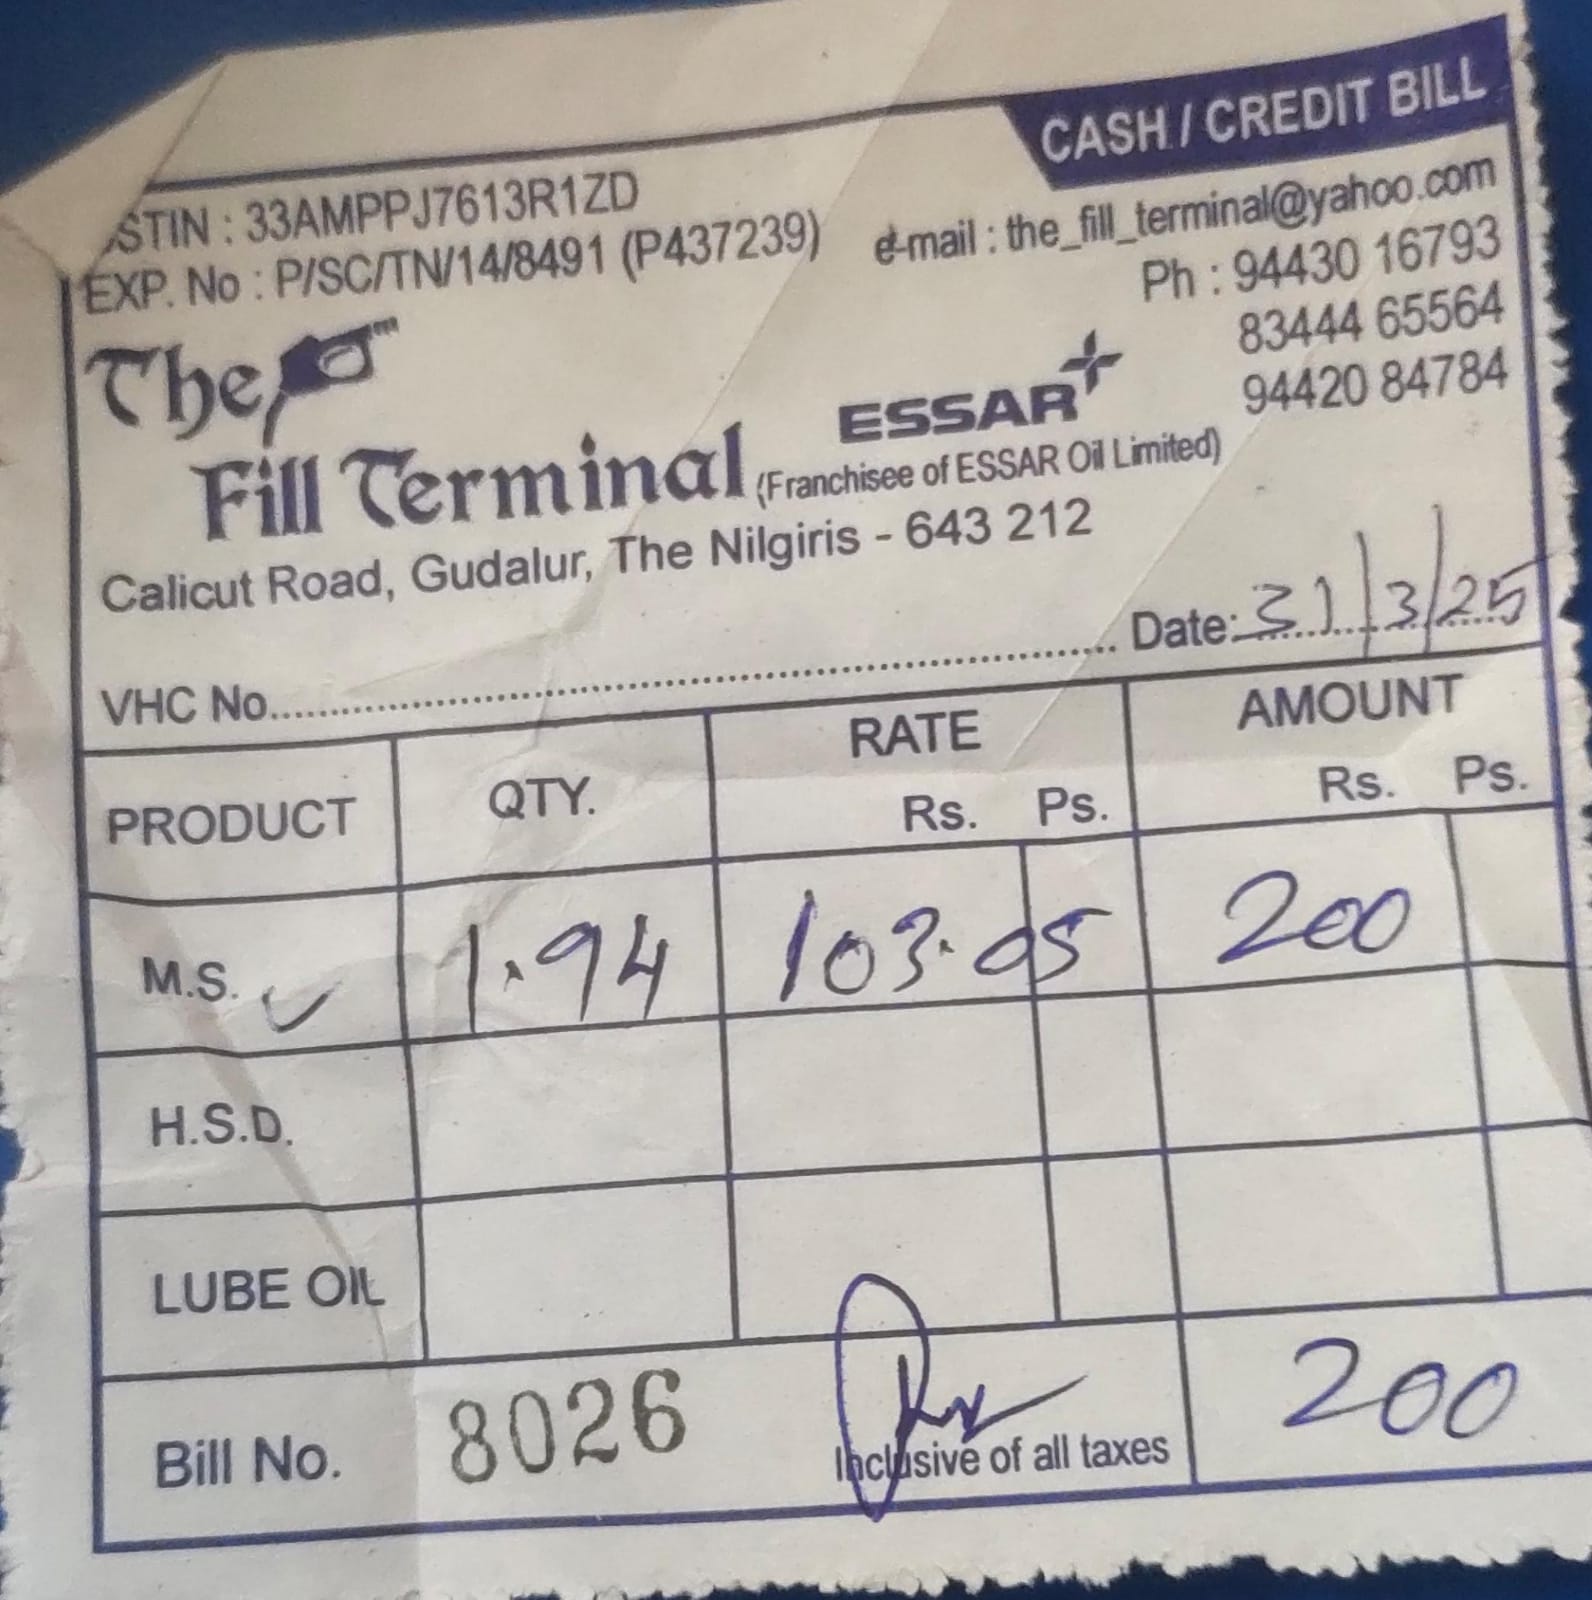 CASH / CREDIT BILL
STIN : 33AMPPJ7613R1ZD
EXP. No : P/SC/TN/14/8491 (P437239)
e-mail : the_fill_terminal@yahoo.com
Ph : 94430 16793
83444 65564
94420 84784
The
Fill Terminal
ESSAR
(Franchisee of ESSAR Oil Limited)
Calicut Road, Gudalur, The Nilgiris - 643 212
VHC No. Date: 31/3/25
PRODUCT QTY. RATE AMOUNT
Rs. Ps. Rs. Ps.
M.S. ✓ 1.94 103.05 200
H.S.D.
LUBE OIL
Bill No. 8026 Inclusive of all taxes 200